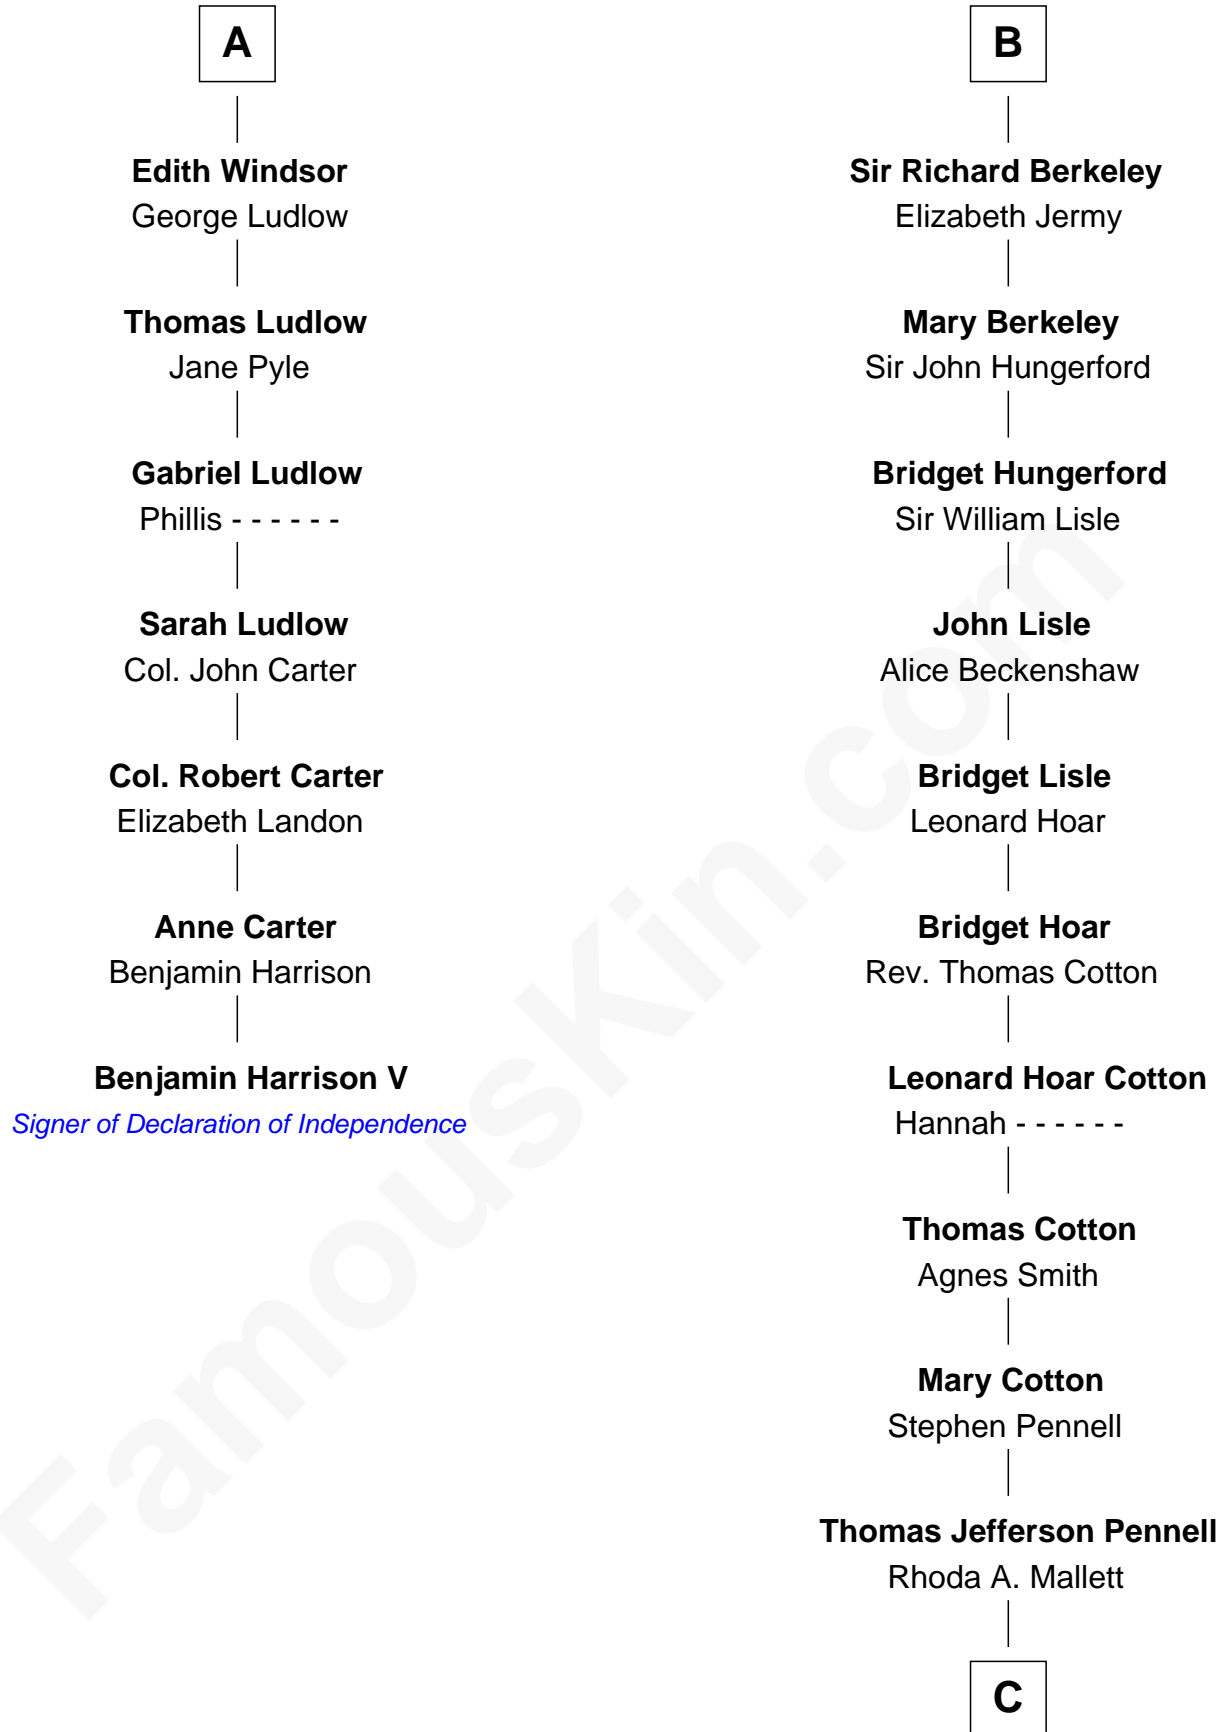 A
Edith Windsor
George Ludlow
Thomas Ludlow
Jane Pyle
Gabriel Ludlow
Phillis - - - - - -
Sarah Ludlow
Col. John Carter
Col. Robert Carter
Elizabeth Landon
Anne Carter
Benjamin Harrison
Benjamin Harrison V
Signer of Declaration of Independence
B
Sir Richard Berkeley
Elizabeth Jermy
Mary Berkeley
Sir John Hungerford
Bridget Hungerford
Sir William Lisle
John Lisle
Alice Beckenshaw
Bridget Lisle
Leonard Hoar
Bridget Hoar
Rev. Thomas Cotton
Leonard Hoar Cotton
Hannah - - - - - -
Thomas Cotton
Agnes Smith
Mary Cotton
Stephen Pennell
Thomas Jefferson Pennell
Rhoda A. Mallett
C
FamousKin.com